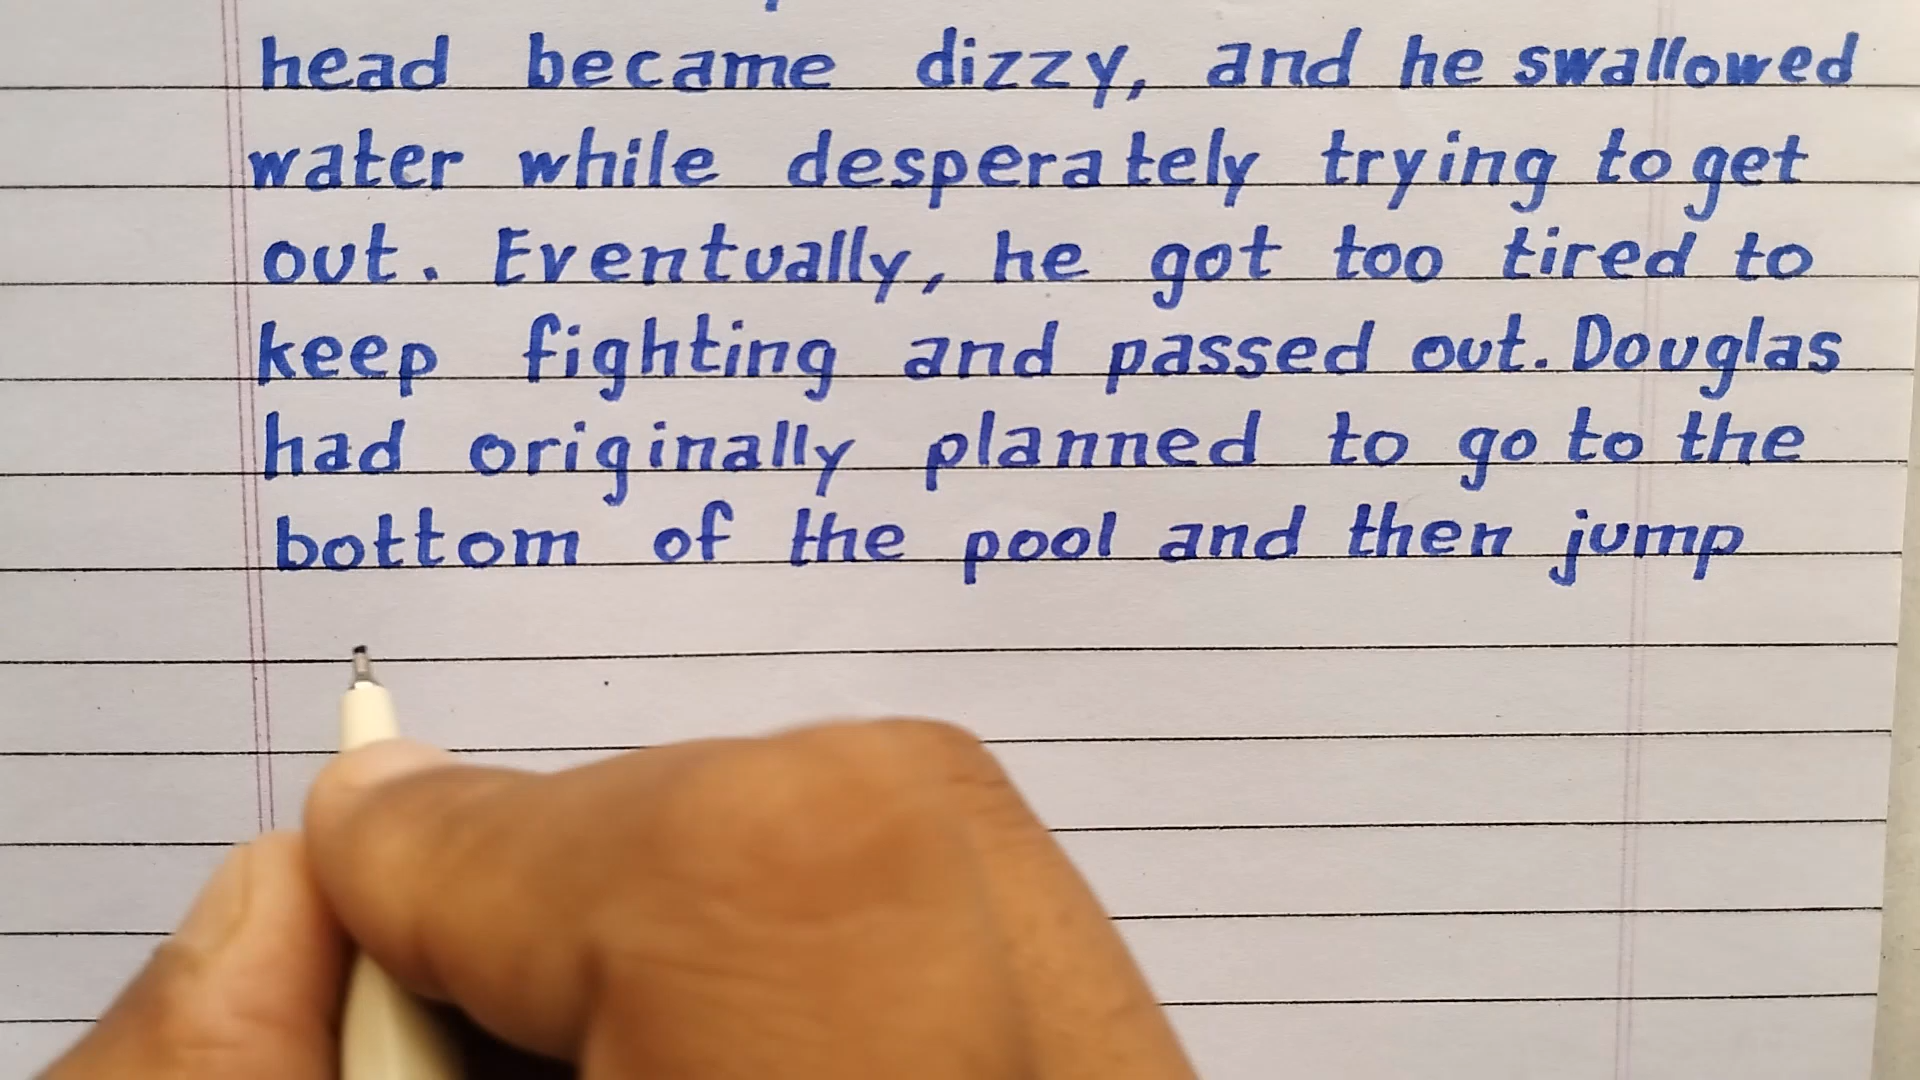 head became dizzy, and he swallowed
water while desperately trying to get
out. Eventually, he got too tired to
keep fighting and passed out. Douglas
had originally planned to go to the
bottom of the pool and then jump